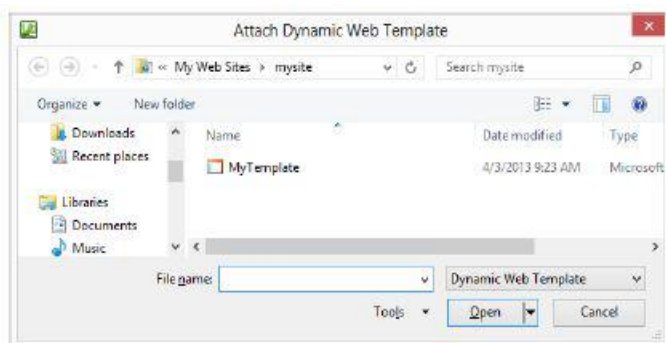 Attach Dynamic Web Template
« My Web Sites › mysite
Search mysite
Organize
New folder
Downloads
Recent places
Libraries
Documents
Music
Name
Date modified
Type
MyTemplate
4/3/2013 9:23 AM
Microsoft
File name:
Dynamic Web Template
Tools
Open
Cancel